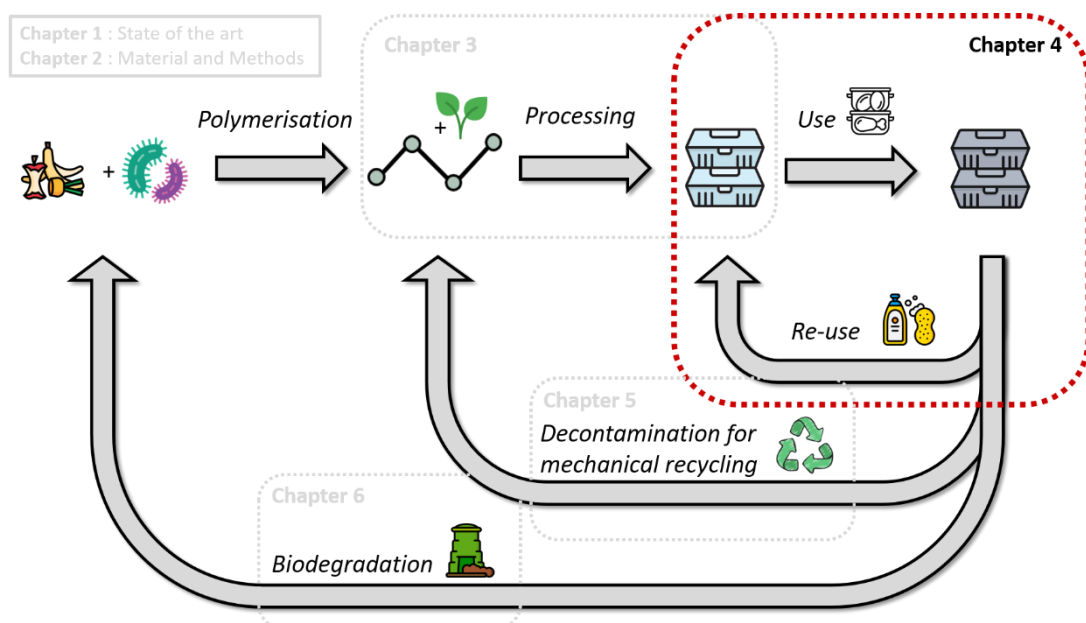 Chapter 1 : State of the art
Chapter 2 : Material and Methods
Chapter 3
Chapter 4
Polymerisation
+
Processing
Use
+
Re-use
Chapter 5
Decontamination for
mechanical recycling
Chapter 6
Biodegradation